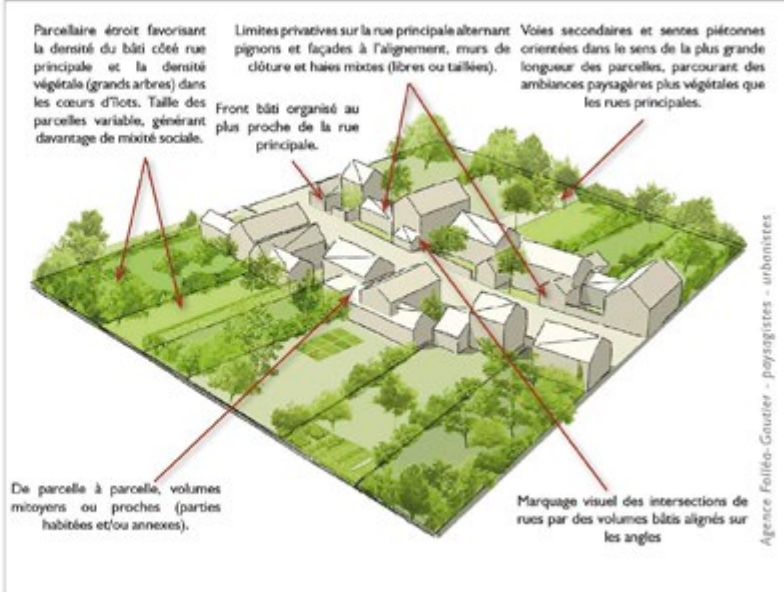 Parcellaire étroit favorisant
la densité du bâti côté rue
principale et la densité
végétale (grands arbres) dans
les cœurs d'îlots. Taille des
parcelles variable, générant
davantage de mixité sociale.
Limites privatives sur la rue principale alternant
pignons et façades à l'alignement, murs de
clôture et haies mixtes (libres ou taillées).
Voies secondaires et sentes piétonnes
orientées dans le sens de la plus grande
longueur des parcelles, parcourant des
ambiances paysagères plus végétales que
les rues principales.
Front bâti organisé au
plus proche de la rue
principale.
De parcelle à parcelle, volumes
mitoyens ou proches (parties
habitées et/ou annexes).
Marquage visuel des intersections de
rues par des volumes bâtis alignés sur
les angles
Agence Folléa-Gautier - paysagistes - urbanistes